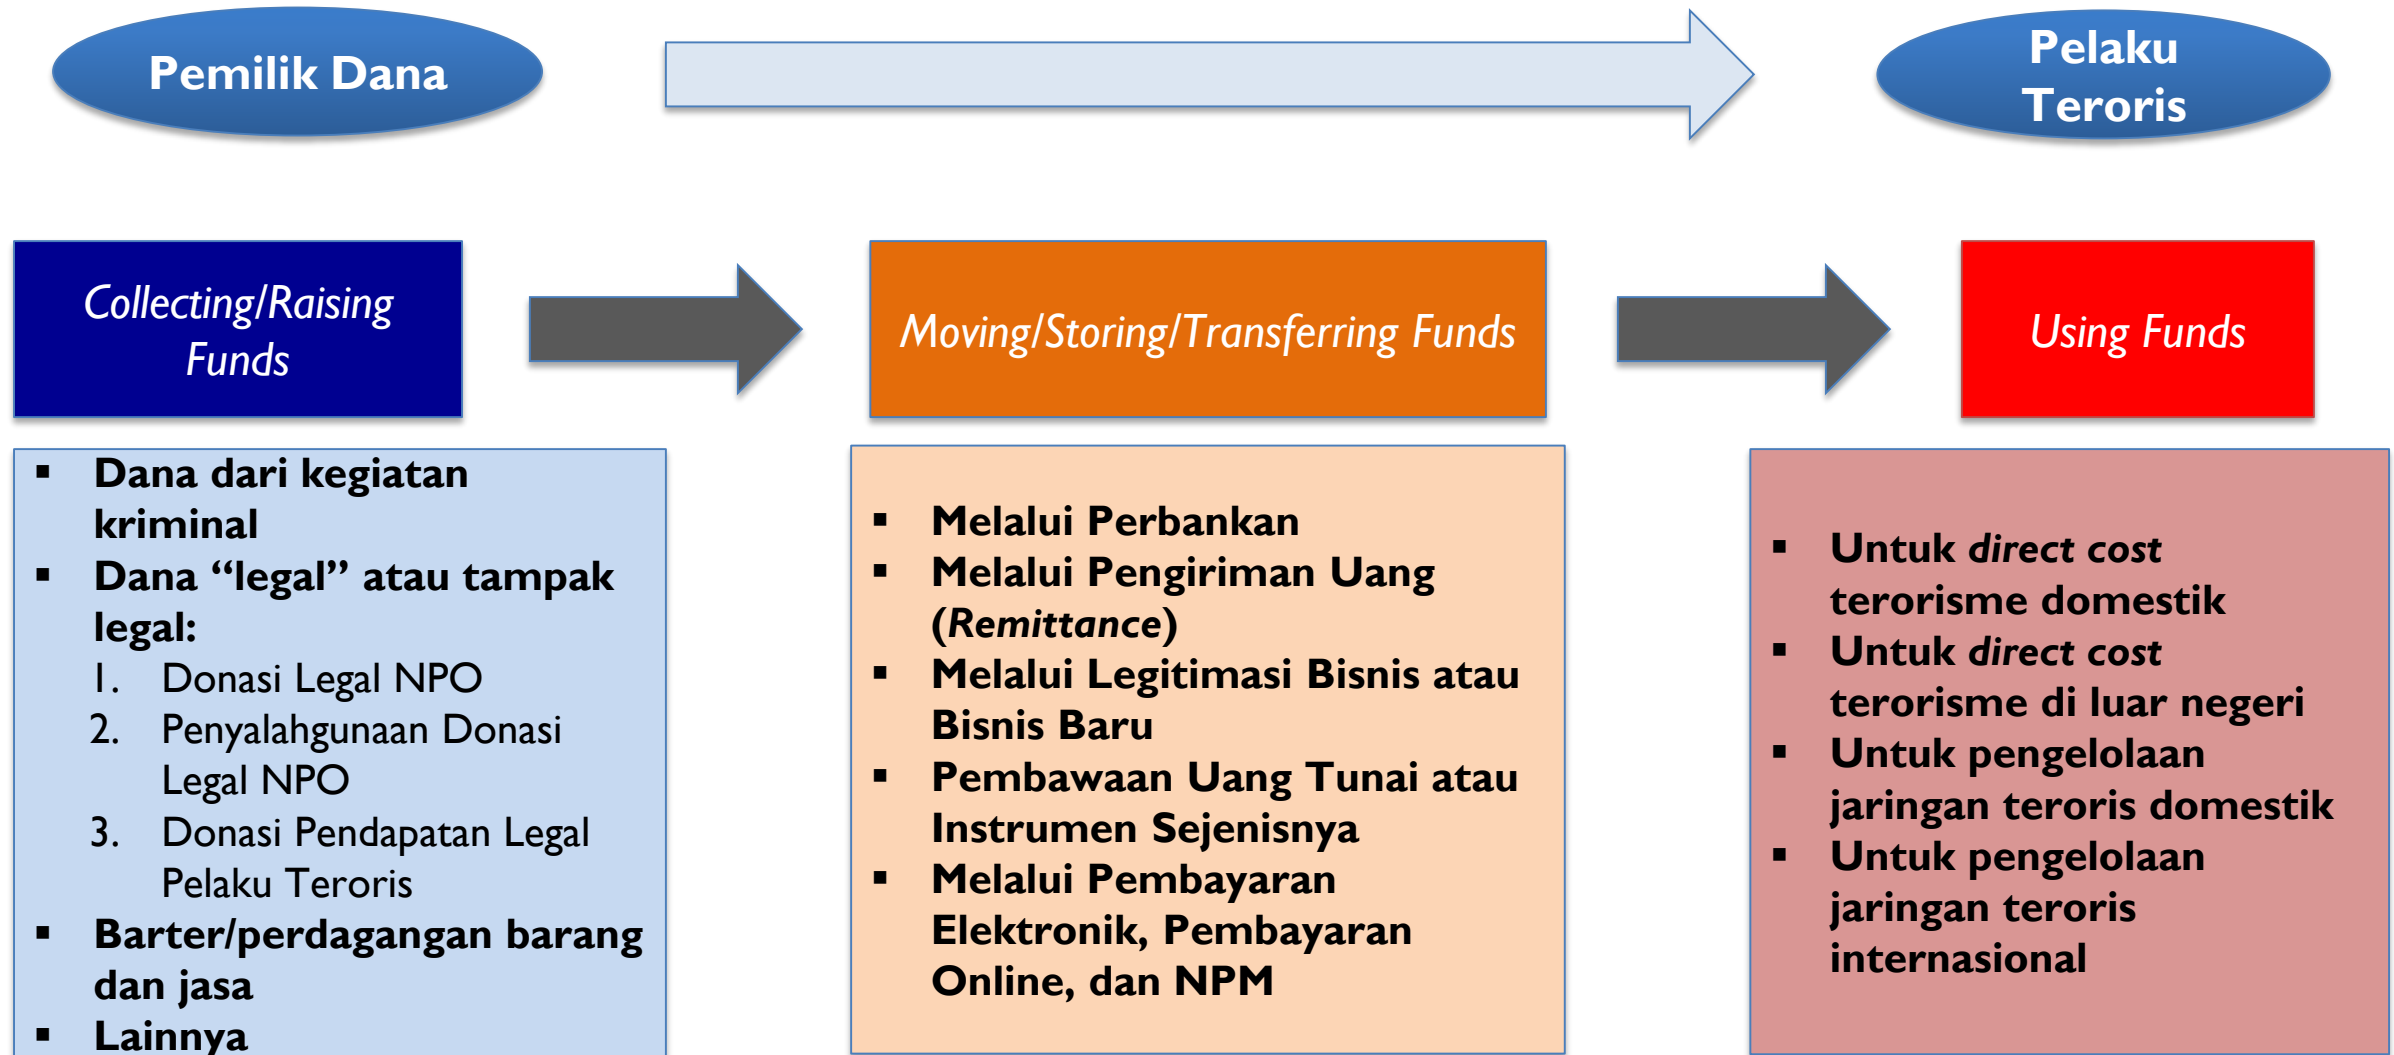 Pemilik Dana
Pelaku
Teroris
Collecting/Raising
Funds
Moving/Storing/Transferring Funds
Using Funds
▪ Dana dari kegiatan
kriminal
▪ Dana “legal” atau tampak
legal:
1. Donasi Legal NPO
2. Penyalahgunaan Donasi
Legal NPO
3. Donasi Pendapatan Legal
Pelaku Teroris
▪ Barter/perdagangan barang
dan jasa
▪ Lainnya
▪ Melalui Perbankan
▪ Melalui Pengiriman Uang
(Remittance)
▪ Melalui Legitimasi Bisnis atau
Bisnis Baru
▪ Pembawaan Uang Tunai atau
Instrumen Sejenisnya
▪ Melalui Pembayaran
Elektronik, Pembayaran
Online, dan NPM
▪ Untuk direct cost
terorisme domestik
▪ Untuk direct cost
terorisme di luar negeri
▪ Untuk pengelolaan
jaringan teroris domestik
▪ Untuk pengelolaan
jaringan teroris
internasional